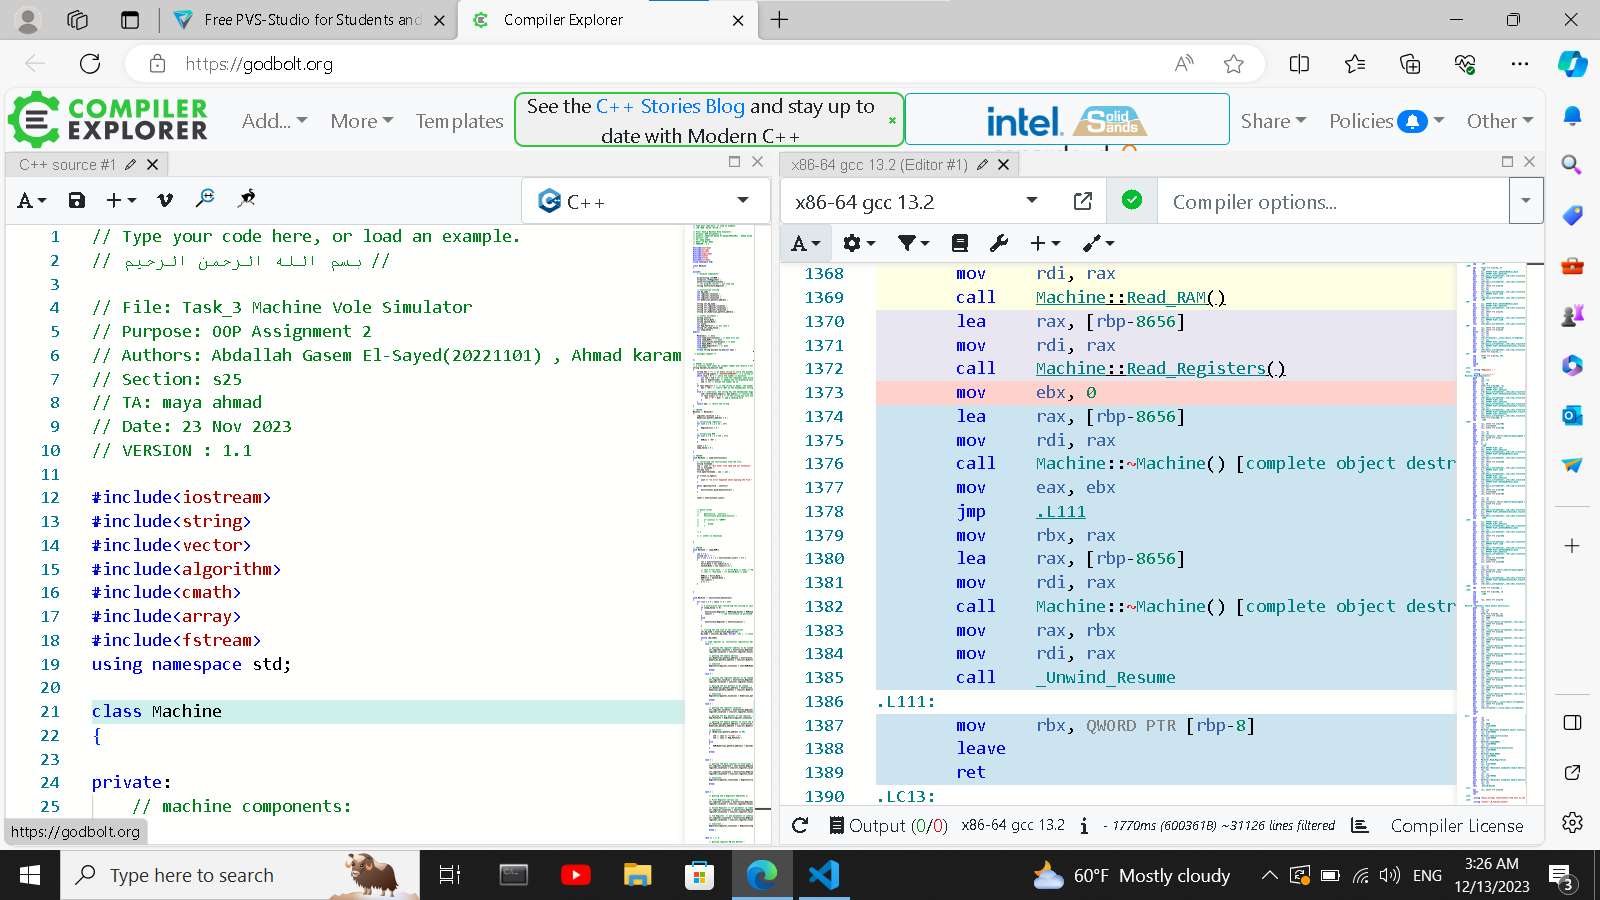 Free PVS-Studio for Students and
Compiler Explorer
https://godbolt.org
COMPILER
EXPLORER
Add...
More
Templates
See the C++ Stories Blog and stay up to
date with Modern C++
intel.
Solid
Sands
Share
Policies
Other
C++ source #1
x86-64 gcc 13.2 (Editor #1)
A
C++
x86-64 gcc 13.2
Compiler options...
A
1 // Type your code here, or load an example.
2 // بسم الله الرحمن الرحيم //
3
4 // File: Task_3 Machine Vole Simulator
5 // Purpose: OOP Assignment 2
6 // Authors: Abdallah Gasem El-Sayed(20221101) , Ahmad karam
7 // Section: s25
8 // TA: maya ahmad
9 // Date: 23 Nov 2023
10 // VERSION : 1.1
11
12 #include<iostream>
13 #include<string>
14 #include<vector>
15 #include<algorithm>
16 #include<cmath>
17 #include<array>
18 #include<fstream>
19 using namespace std;
20
21 class Machine
22 {
23
24 private:
25 // machine components:
https://godbolt.org
1368 mov rdi, rax
1369 call Machine::Read_RAM()
1370 lea rax, [rbp-8656]
1371 mov rdi, rax
1372 call Machine::Read_Registers()
1373 mov ebx, 0
1374 lea rax, [rbp-8656]
1375 mov rdi, rax
1376 call Machine::~Machine() [complete object destr
1377 mov eax, ebx
1378 jmp .L111
1379 mov rbx, rax
1380 lea rax, [rbp-8656]
1381 mov rdi, rax
1382 call Machine::~Machine() [complete object destr
1383 mov rax, rbx
1384 mov rdi, rax
1385 call _Unwind_Resume
1386 .L111:
1387 mov rbx, QWORD PTR [rbp-8]
1388 leave
1389 ret
1390 .LC13:
Output (0/0) x86-64 gcc 13.2 i - 1770ms (600361B) ~31126 lines filtered Compiler License
Type here to search
60°F Mostly cloudy
ENG
3:26 AM
12/13/2023
3